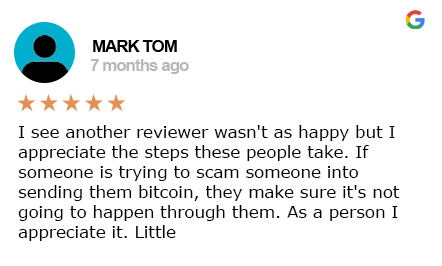 MARK TOM
7 months ago
I see another reviewer wasn't as happy but I
appreciate the steps these people take. If
someone is trying to scam someone into
sending them bitcoin, they make sure it's not
going to happen through them. As a person I
appreciate it. Little